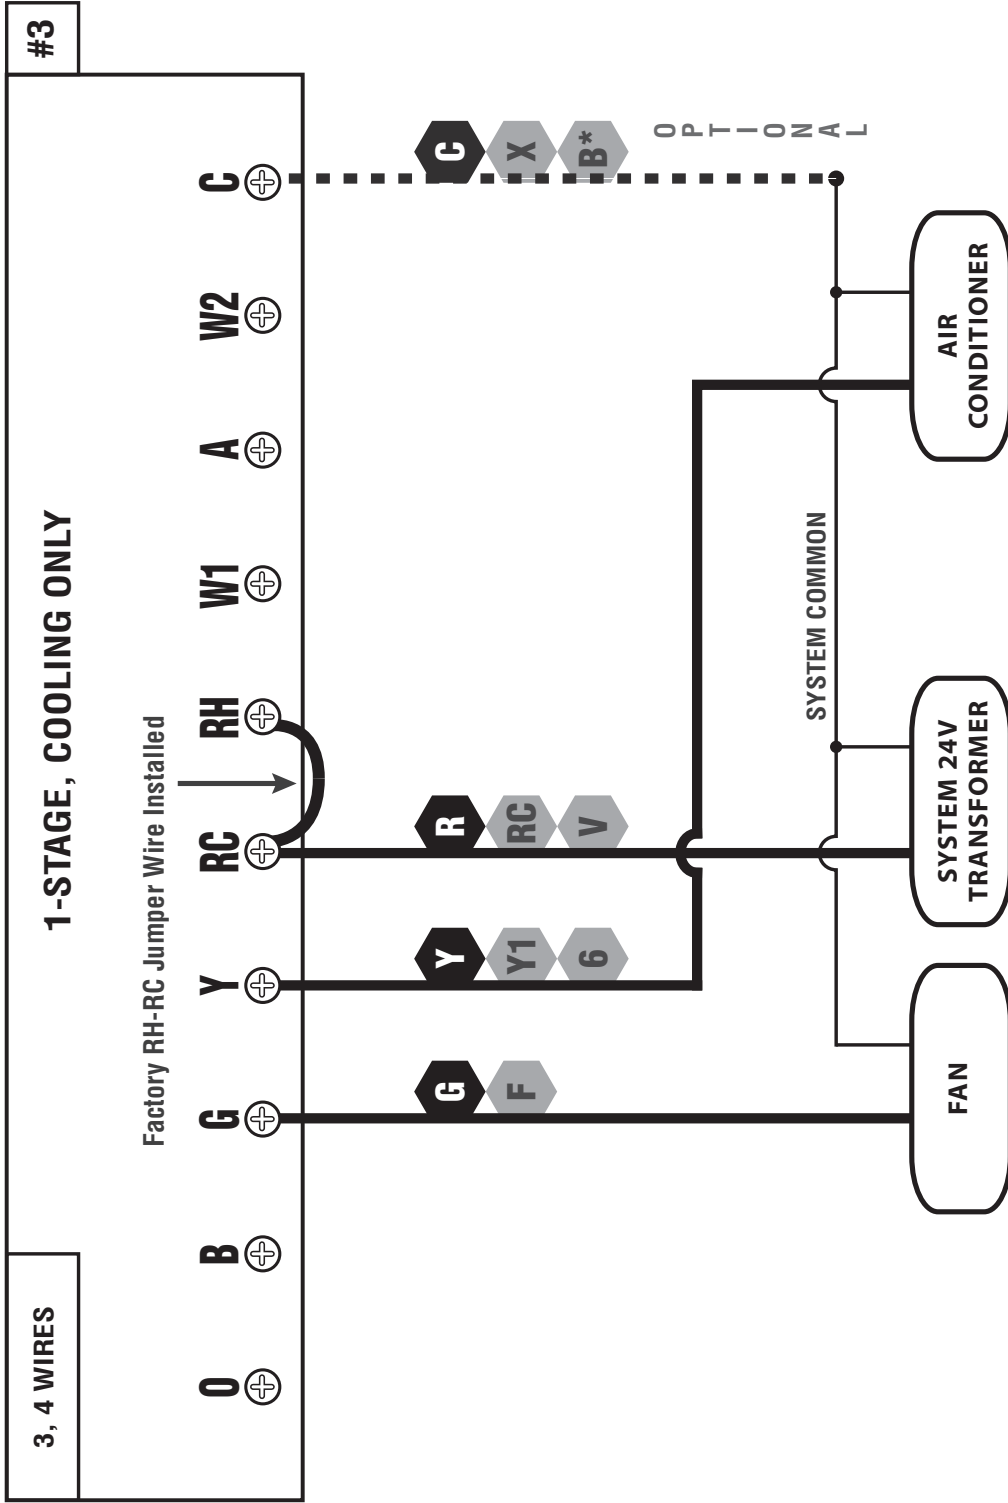 3, 4 WIRES
1-STAGE, COOLING ONLY
#3
Factory RH-RC Jumper Wire Installed
O
B
G
Y
RC
RH
W1
A
W2
C
G
F
Y
Y1
6
R
RC
V
C
X
B*
OPTIONAL
SYSTEM COMMON
FAN
SYSTEM 24V
TRANSFORMER
AIR
CONDITIONER